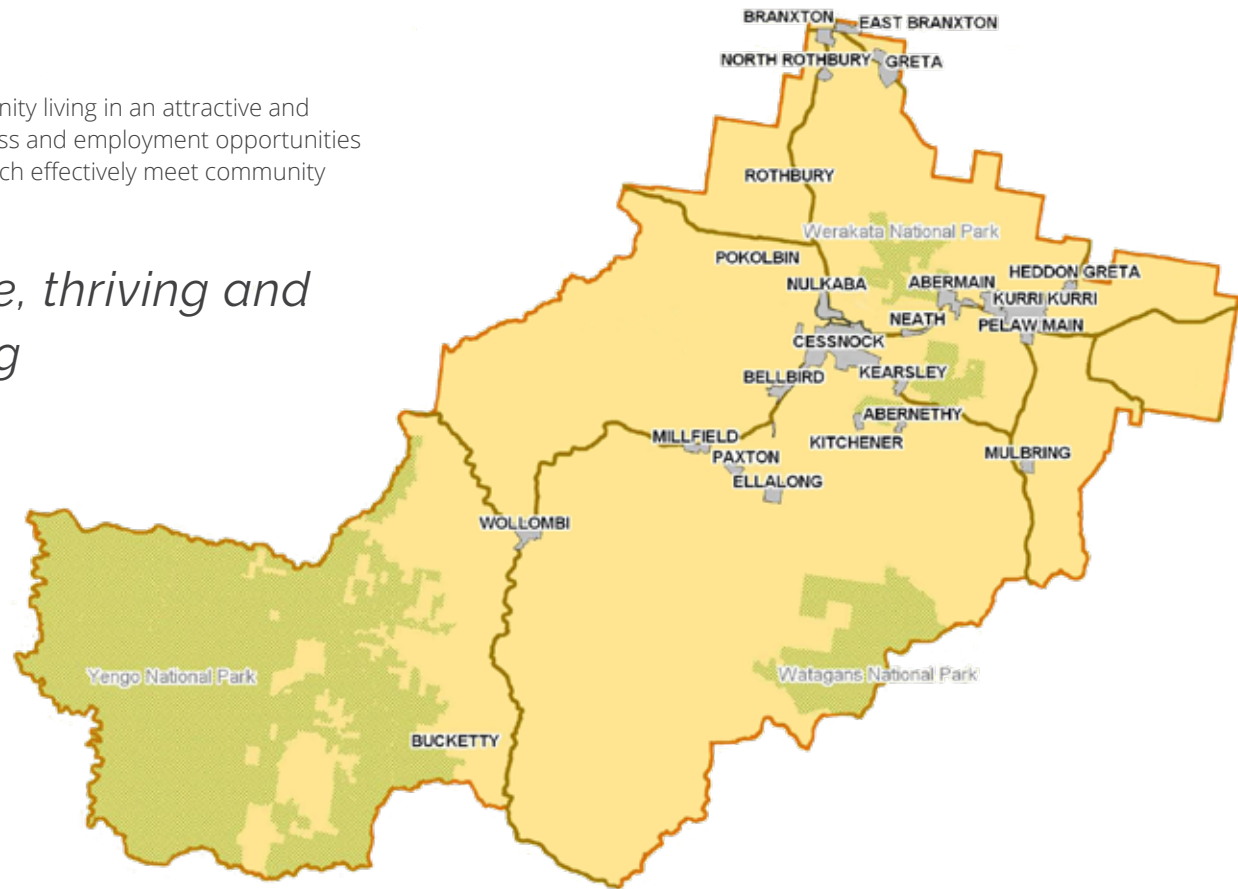 nity living in an attractive and
ss and employment opportunities
ch effectively meet community
e, thriving and
g
BRANXTON
EAST BRANXTON
NORTH ROTHBURY
GRETA
ROTHBURY
Werakata National Park
POKOLBIN
NULKABA
ABERMAIN
HEDDON GRETA
KURRI KURRI
NEATH
PELAW MAIN
CESSNOCK
BELLBIRD
KEARSLEY
ABERNETHY
KITCHENER
MILLFIELD
PAXTON
MULBRING
ELLALONG
WOLLOMBI
Yengo National Park
Watagans National Park
BUCKETTY